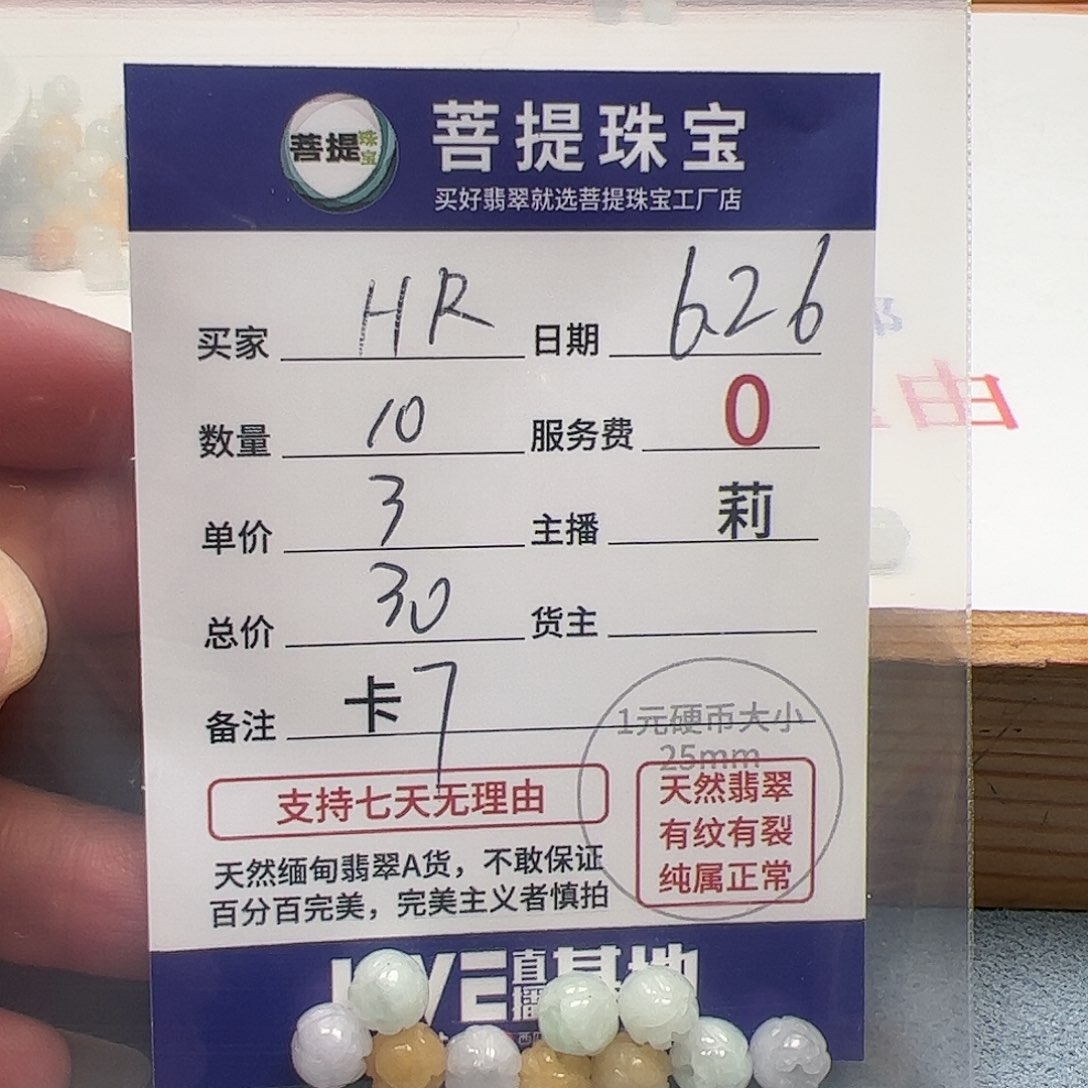 菩提珠宝
菩提珠宝
买好翡翠就选菩提珠宝工厂店
买家 HR 日期 626
数量 10 服务费 0
单价 3 主播 莉
总价 30 货主
备注 卡7
1元硬币大小
25mm
支持七天无理由
天然翡翠
有纹有裂
纯属正常
天然缅甸翡翠A货，不敢保证
百分百完美，完美主义者慎拍
直播基地